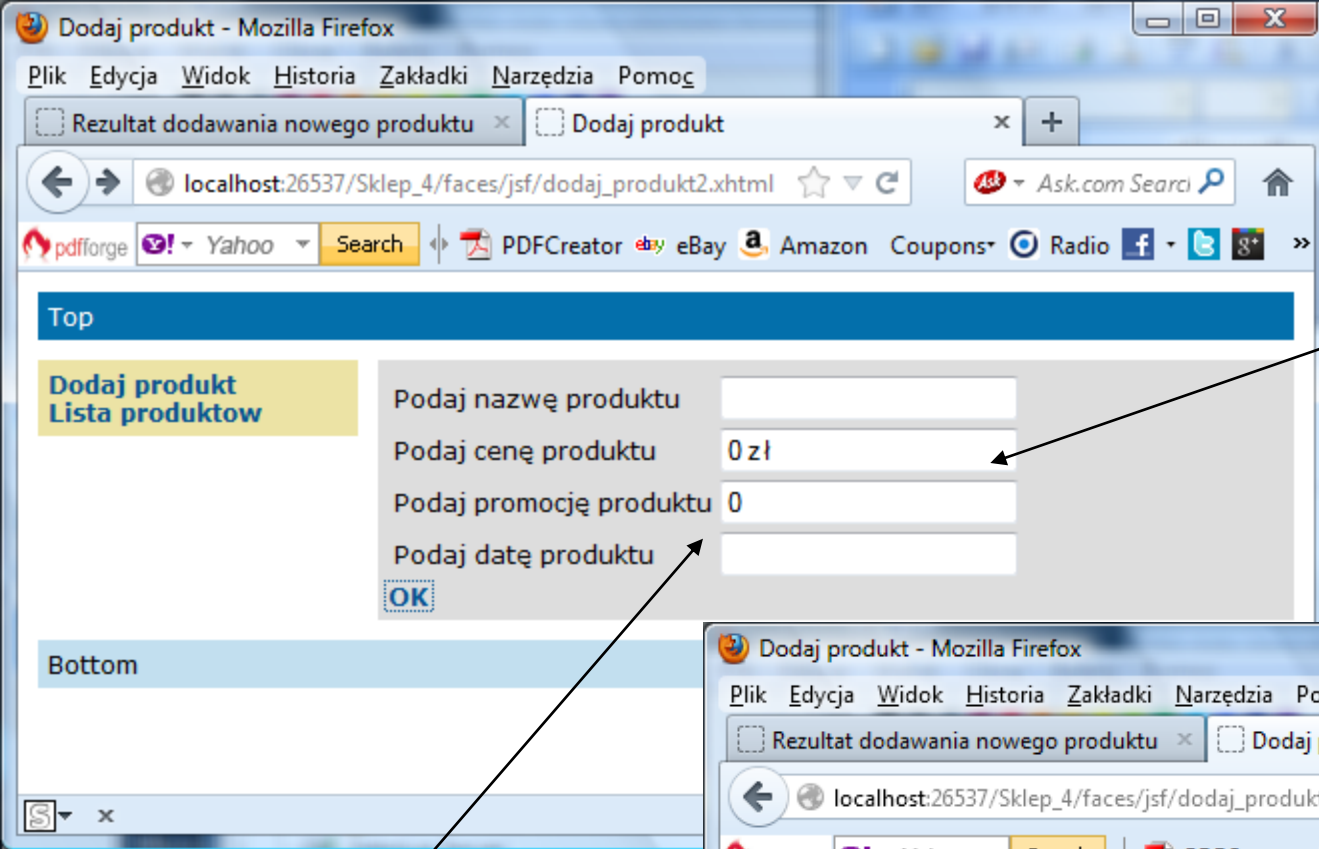 Dodaj produkt - Mozilla Firefox
Plik Edycja Widok Historia Zakładki Narzędzia Pomoc
Rezultat dodawania nowego produktu × Dodaj produkt × +
localhost:26537/Sklep_4/faces/jsf/dodaj_produkt2.xhtml Ask Ask.com Searc
pdfforge Y! Yahoo Search PDFCreator ebay eBay a Amazon Coupons Radio f g+ »
Top
Dodaj produkt
Lista produktow
Podaj nazwę produktu
Podaj cenę produktu 0 zł
Podaj promocję produktu 0
Podaj datę produktu
OK
Bottom
S ×
Dodaj produkt - Mozilla Firefox
Plik Edycja Widok Historia Zakładki Narzędzia Po
Rezultat dodawania nowego produktu × Dodaj
localhost:26537/Sklep_4/faces/jsf/dodaj_produk